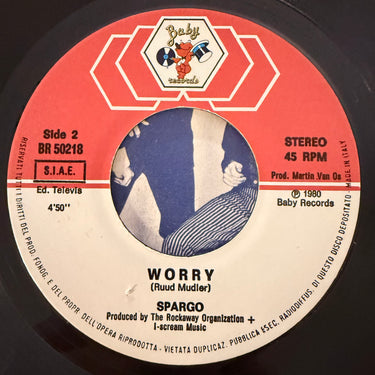 Baby
records
Side 2
BR 50218
S.I.A.E.
Ed. Televis
4'50"
STEREO
45 RPM
Prod. Martin Van Os
℗ 1980
Baby Records
WORRY
(Ruud Mudler)
SPARGO
Produced by The Rockaway Organization +
I-scream Music
RISERVATI TUTTI I DIRITTI DEL PROD. FONOG. E DEL PROPR. DELL'OPERA RIPRODOTTA - VIETATA DUPLICAZ. PUBBLICA ESEC. RADIODIFFUS. DI QUESTO DISCO DEPOSITATO - MADE IN ITALY